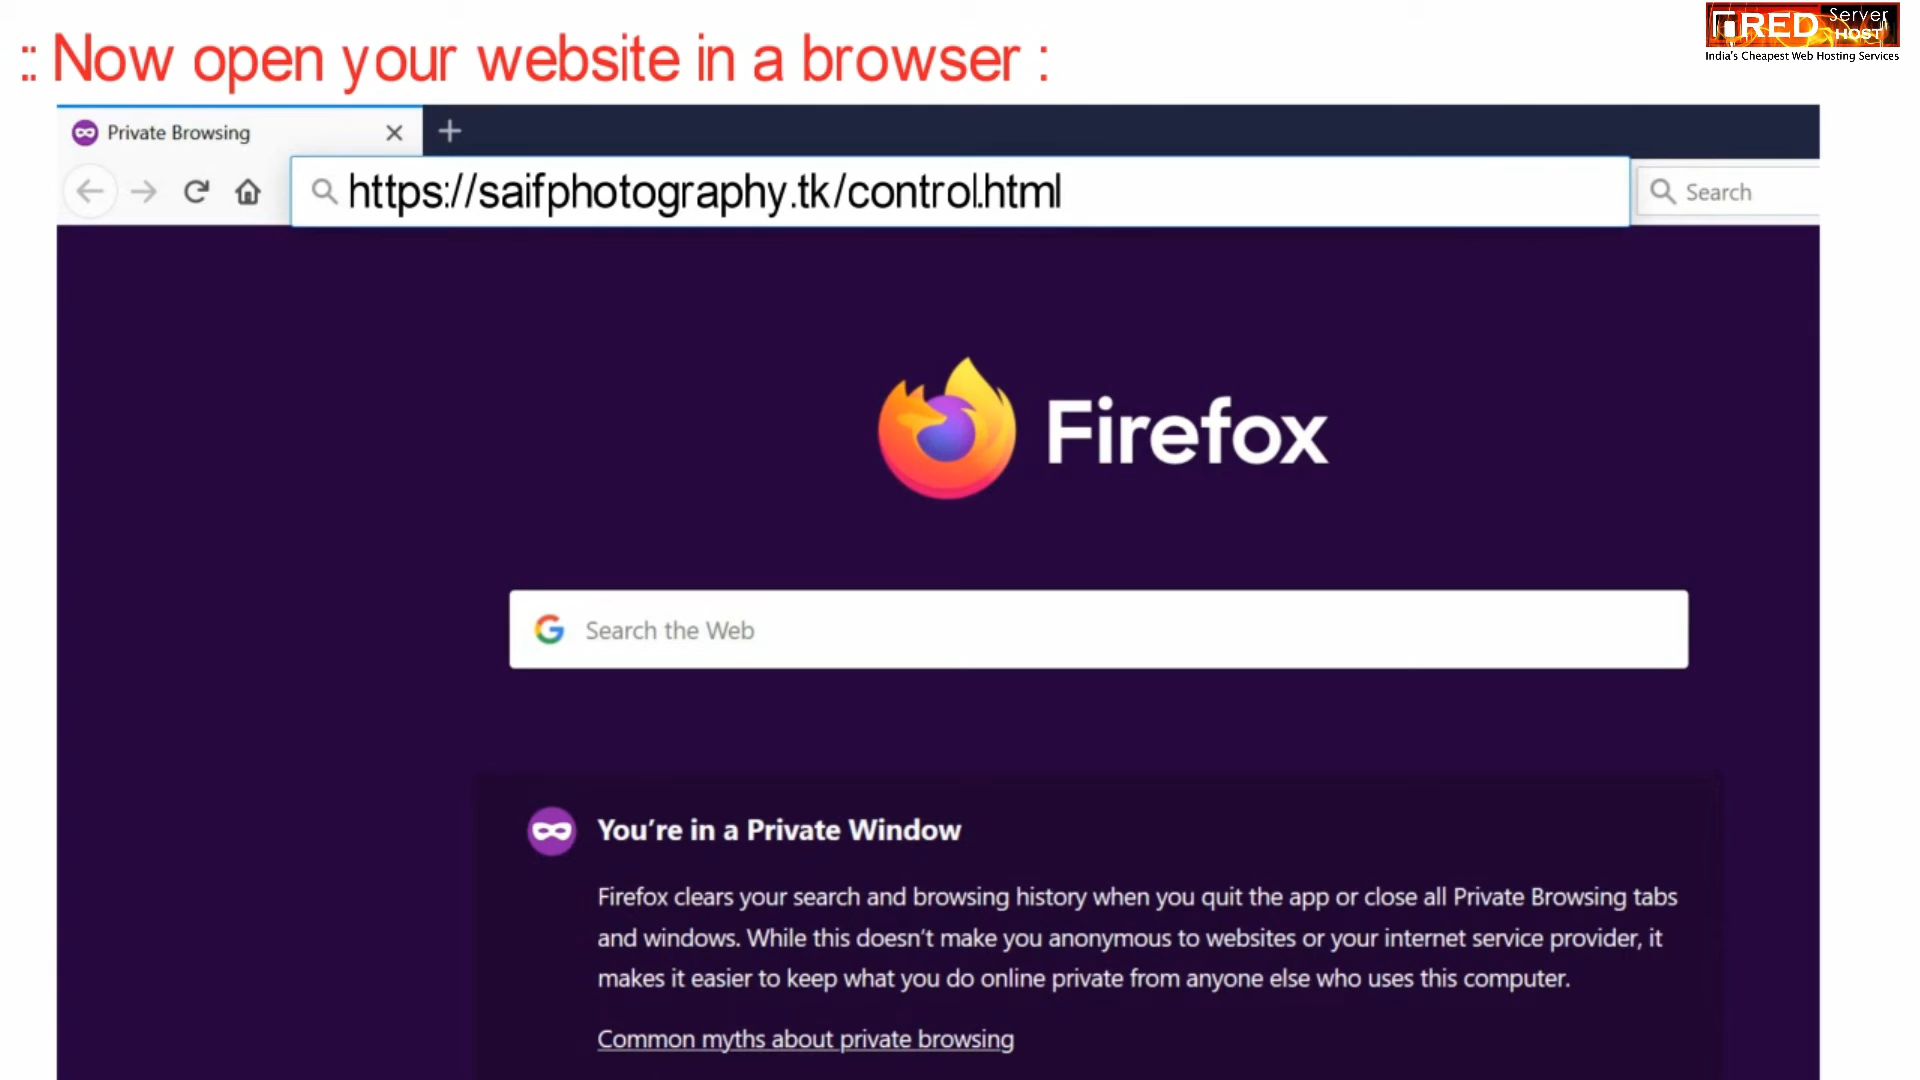 :: Now open your website in a browser :
RED Server HOST
India's Cheapest Web Hosting Services
Private Browsing
https://saifphotography.tk/control.html
Search
Firefox
Search the Web
You're in a Private Window
Firefox clears your search and browsing history when you quit the app or close all Private Browsing tabs
and windows. While this doesn't make you anonymous to websites or your internet service provider, it
makes it easier to keep what you do online private from anyone else who uses this computer.
Common myths about private browsing